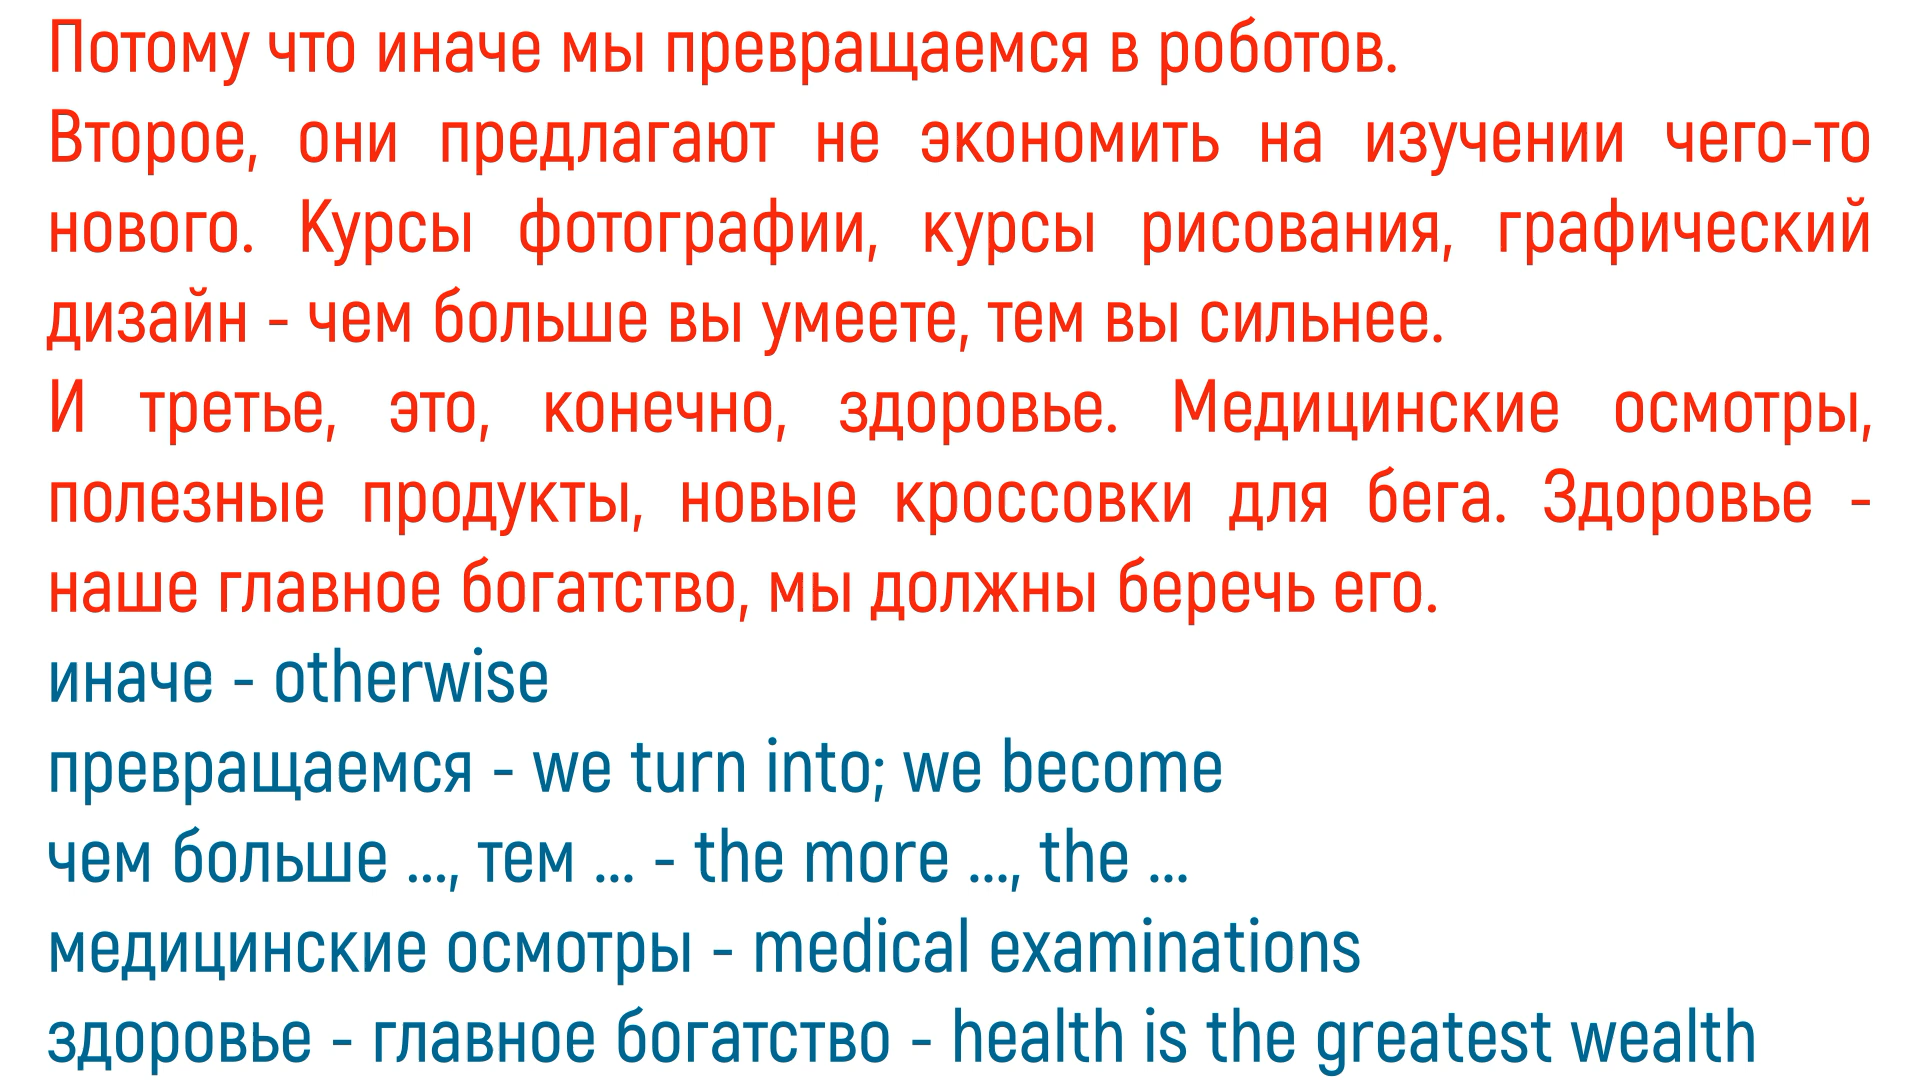 Потому что иначе мы превращаемся в роботов.
Второе, они предлагают не экономить на изучении чего-то
нового. Курсы фотографии, курсы рисования, графический
дизайн - чем больше вы умеете, тем вы сильнее.
И третье, это, конечно, здоровье. Медицинские осмотры,
полезные продукты, новые кроссовки для бега. Здоровье -
наше главное богатство, мы должны беречь его.
иначе - otherwise
превращаемся - we turn into; we become
чем больше ..., тем ... - the more ..., the ...
медицинские осмотры - medical examinations
здоровье - главное богатство - health is the greatest wealth